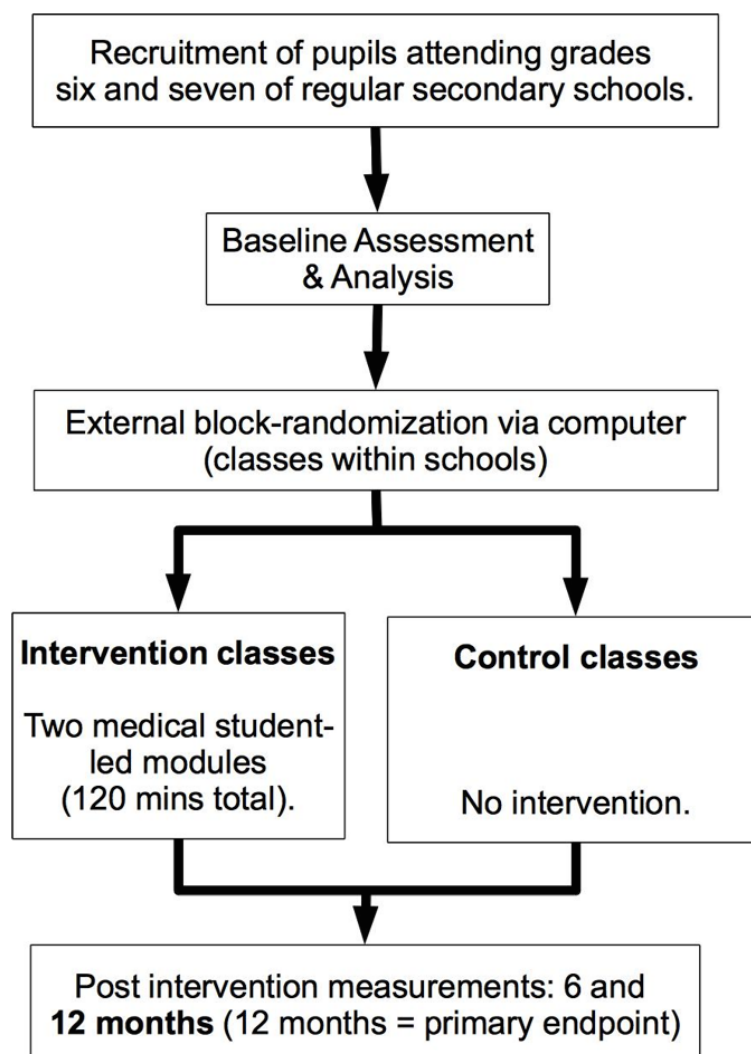 Recruitment of pupils attending grades
six and seven of regular secondary schools.
Baseline Assessment
& Analysis
External block-randomization via computer
(classes within schools)
Intervention classes
Two medical student-
led modules
(120 mins total).
Control classes
No intervention.
Post intervention measurements: 6 and
12 months (12 months = primary endpoint)